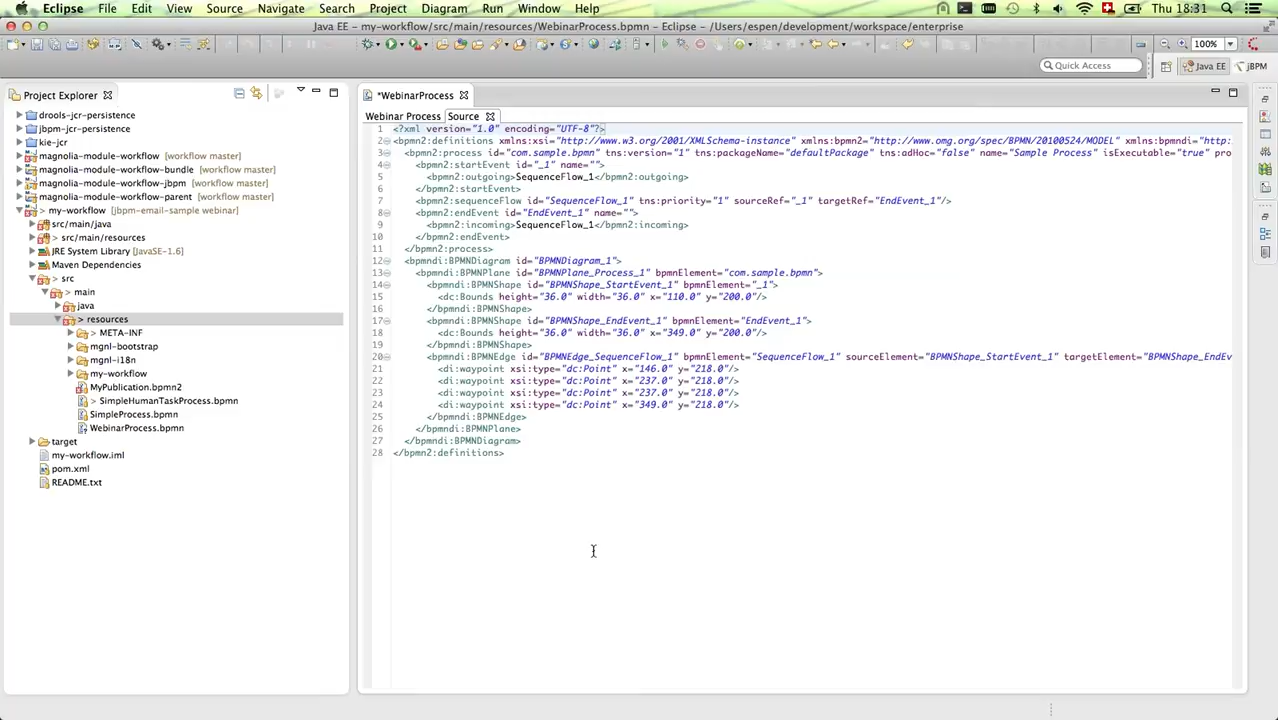 Eclipse File Edit View Source Navigate Search Project Diagram Run Window Help Thu 18:31
Java EE - my-workflow/src/main/resources/WebinarProcess.bpmn - Eclipse - /Users/espen/development/workspace/enterprise
100%
Quick Access Java EE jBPM
Project Explorer
drools-jcr-persistence
jbpm-jcr-persistence
kie-jcr
magnolia-module-workflow [workflow master]
magnolia-module-workflow-bundle [workflow master]
magnolia-module-workflow-jbpm [workflow master]
magnolia-module-workflow-parent [workflow master]
> my-workflow [jbpm-email-sample webinar]
src/main/java
> src/main/resources
JRE System Library [JavaSE-1.6]
Maven Dependencies
> src
> main
java
> resources
> META-INF
mgnl-bootstrap
mgnl-i18n
my-workflow
MyPublication.bpmn2
> SimpleHumanTaskProcess.bpmn
SimpleProcess.bpmn
WebinarProcess.bpmn
target
my-workflow.iml
pom.xml
README.txt
*WebinarProcess
Webinar Process Source
1 <?xml version="1.0" encoding="UTF-8"?>
2 <bpmn2:definitions xmlns:xsi="http://www.w3.org/2001/XMLSchema-instance" xmlns:bpmn2="http://www.omg.org/spec/BPMN/20100524/MODEL" xmlns:bpmndi="http:
3 <bpmn2:process id="com.sample.bpmn" tns:version="1" tns:packageName="defaultPackage" tns:adHoc="false" name="Sample Process" isExecutable="true" pro
4 <bpmn2:startEvent id="_1" name="">
5 <bpmn2:outgoing>SequenceFlow_1</bpmn2:outgoing>
6 </bpmn2:startEvent>
7 <bpmn2:sequenceFlow id="SequenceFlow_1" tns:priority="1" sourceRef="_1" targetRef="EndEvent_1"/>
8 <bpmn2:endEvent id="EndEvent_1" name="">
9 <bpmn2:incoming>SequenceFlow_1</bpmn2:incoming>
10 </bpmn2:endEvent>
11 </bpmn2:process>
12 <bpmndi:BPMNDiagram id="BPMNDiagram_1">
13 <bpmndi:BPMNPlane id="BPMNPlane_Process_1" bpmnElement="com.sample.bpmn">
14 <bpmndi:BPMNShape id="BPMNShape_StartEvent_1" bpmnElement="_1">
15 <dc:Bounds height="36.0" width="36.0" x="110.0" y="200.0"/>
16 </bpmndi:BPMNShape>
17 <bpmndi:BPMNShape id="BPMNShape_EndEvent_1" bpmnElement="EndEvent_1">
18 <dc:Bounds height="36.0" width="36.0" x="349.0" y="200.0"/>
19 </bpmndi:BPMNShape>
20 <bpmndi:BPMNEdge id="BPMNEdge_SequenceFlow_1" bpmnElement="SequenceFlow_1" sourceElement="BPMNShape_StartEvent_1" targetElement="BPMNShape_EndEv
21 <di:waypoint xsi:type="dc:Point" x="146.0" y="218.0"/>
22 <di:waypoint xsi:type="dc:Point" x="237.0" y="218.0"/>
23 <di:waypoint xsi:type="dc:Point" x="237.0" y="218.0"/>
24 <di:waypoint xsi:type="dc:Point" x="349.0" y="218.0"/>
25 </bpmndi:BPMNEdge>
26 </bpmndi:BPMNPlane>
27 </bpmndi:BPMNDiagram>
28 </bpmn2:definitions>